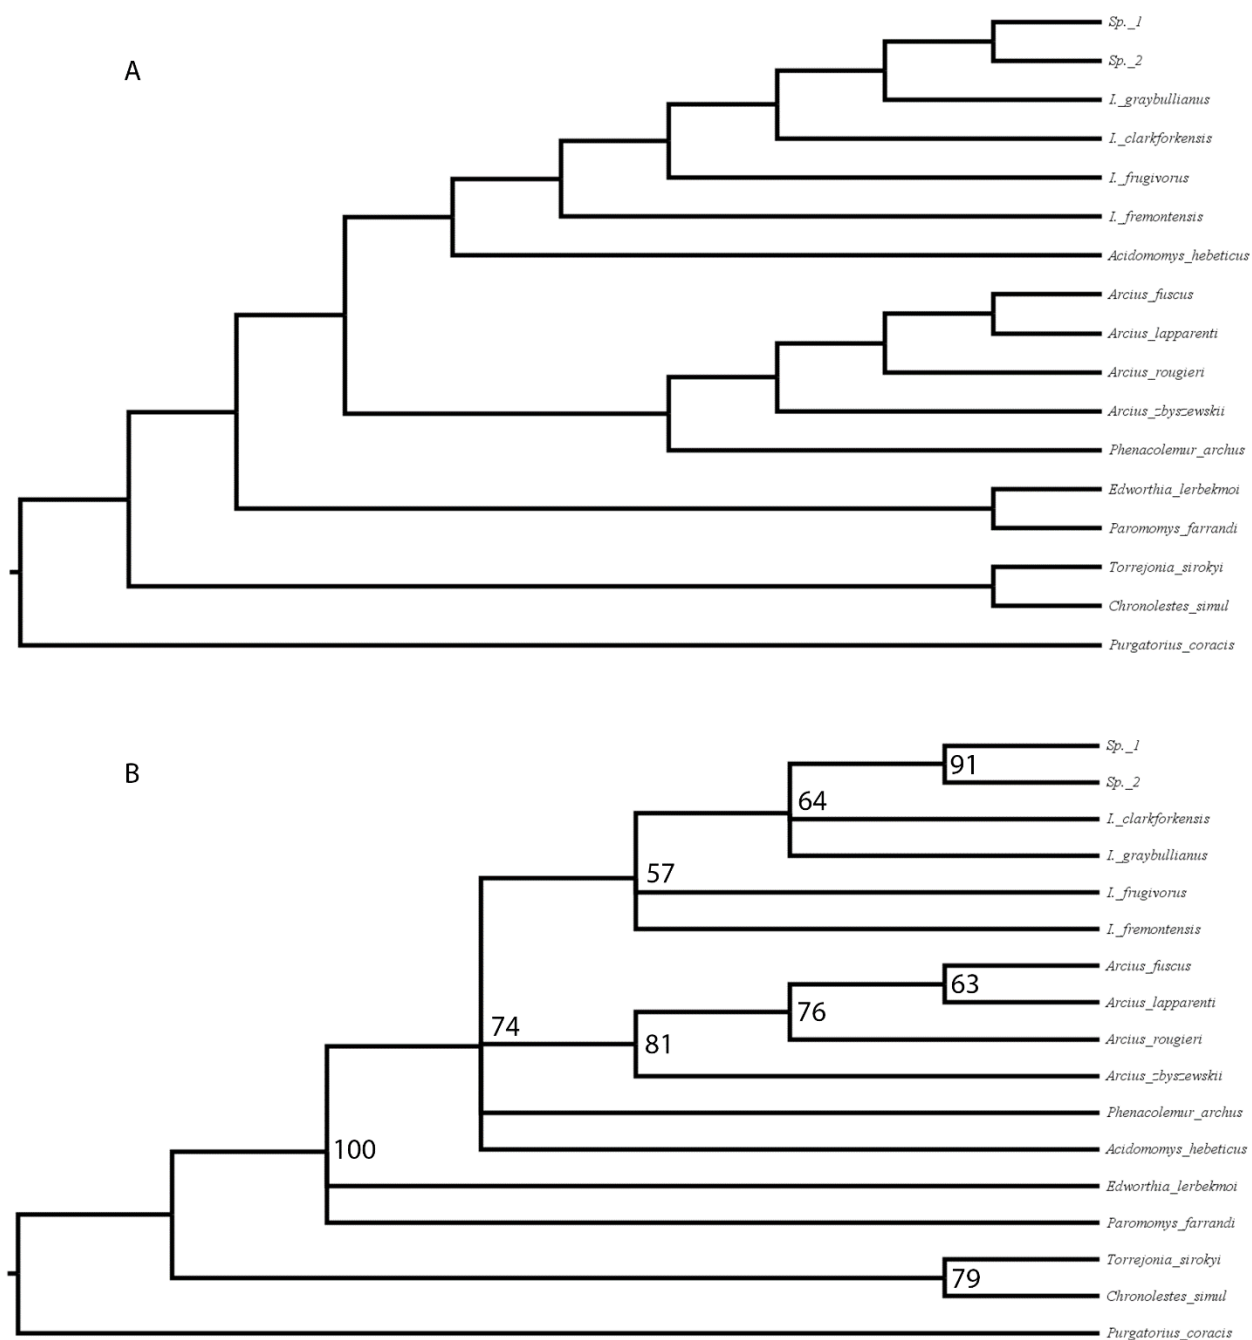 A
Sp._1
Sp._2
I._graybullianus
I._clarkforkensis
I._frugivorus
I._fremontensis
Acidomomys_hebeticus
Arcius_fuscus
Arcius_lapparenti
Arcius_rougieri
Arcius_zbyszewskii
Phenacolemur_archus
Edworthia_lerbekmoi
Paromomys_farrandi
Torrejonia_sirokyi
Chronolestes_simul
Purgatorius_coracis
B
Sp._1
91
Sp._2
64
I._clarkforkensis
I._graybullianus
57
I._frugivorus
I._fremontensis
Arcius_fuscus
63
Arcius_lapparenti
76
74
Arcius_rougieri
81
Arcius_zbyszewskii
Phenacolemur_archus
100
Acidomomys_hebeticus
Edworthia_lerbekmoi
Paromomys_farrandi
Torrejonia_sirokyi
79
Chronolestes_simul
Purgatorius_coracis